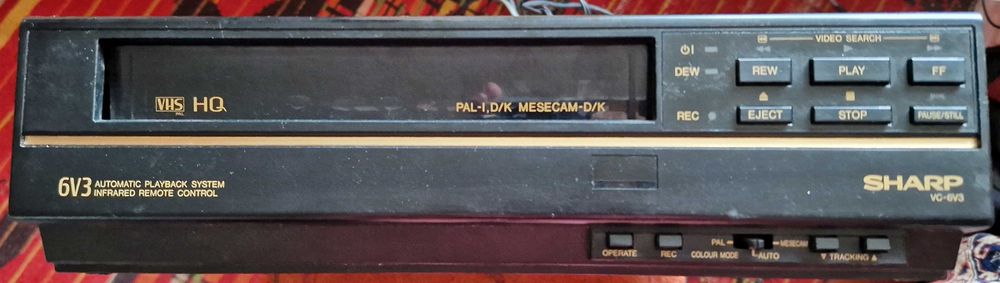 VIDEO SEARCH
DEW
REW
PLAY
FF
VHS
PAL
HQ
PAL-I,D/K MESECAM-D/K
REC
EJECT
STOP
PAUSE/STILL
6V3
AUTOMATIC PLAYBACK SYSTEM
INFRARED REMOTE CONTROL
SHARP
VC-6V3
OPERATE
REC
PAL
MESECAM
COLOUR MODE
AUTO
▼ TRACKING ▲